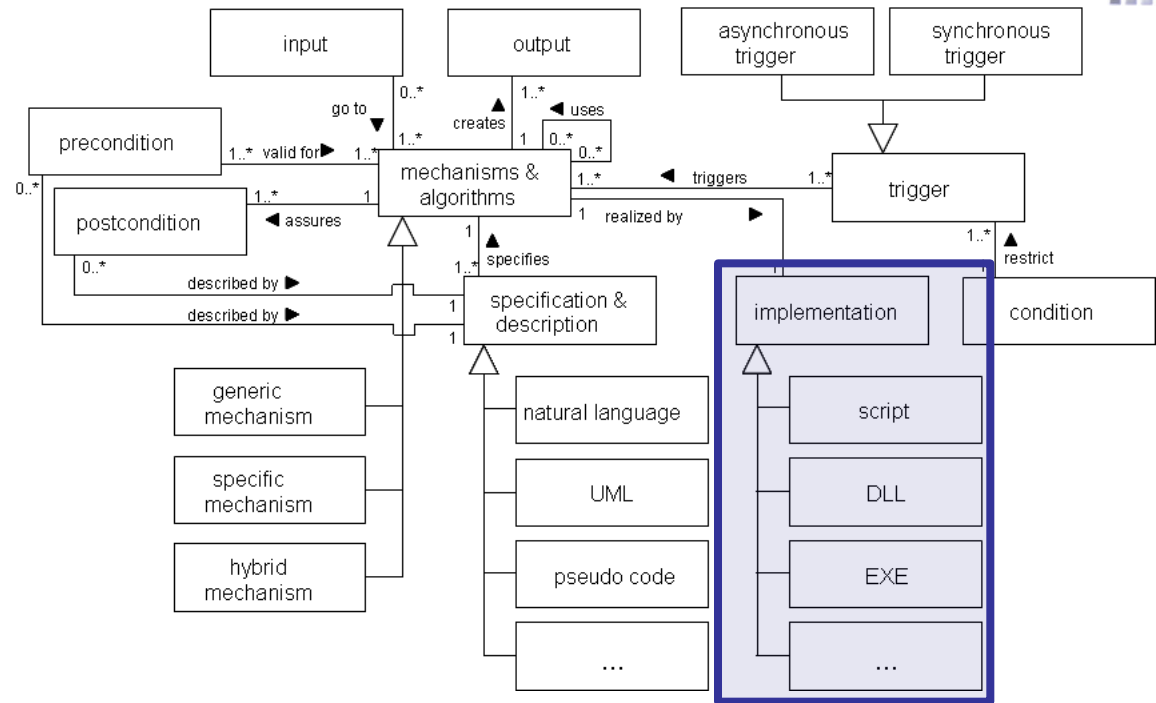 input
output
asynchronous
trigger
synchronous
trigger
0..*
go to ▼
1..*
1..*
creates ▲
1
◄ uses
0..*
0..*
precondition
1..*
valid for ►
1..*
mechanisms &
algorithms
1..*
◄ triggers
1..*
trigger
0..*
postcondition
1..*
◄ assures
1
1
realized by ►
0..*
1
▲ specifies
1..*
1..*
▲ restrict
described by ►
described by ►
1
1
specification &
description
implementation
condition
generic
mechanism
specific
mechanism
hybrid
mechanism
natural language
UML
pseudo code
...
script
DLL
EXE
...